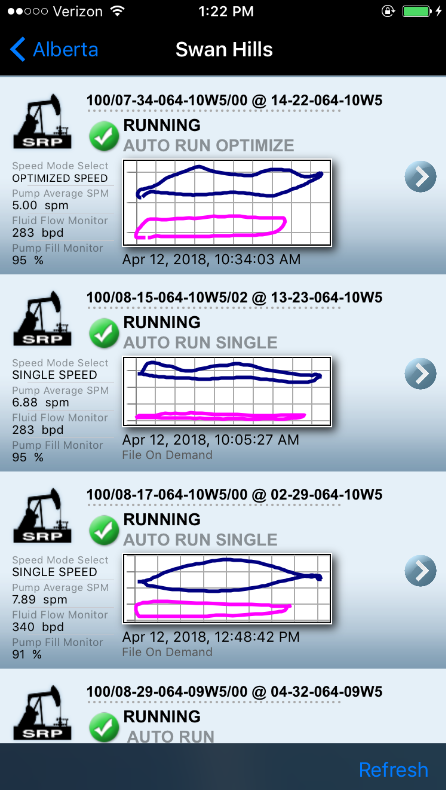 Verizon 1:22 PM
Alberta Swan Hills
100/07-34-064-10W5/00 @ 14-22-064-10W5
SRP
RUNNING
AUTO RUN OPTIMIZE
Speed Mode Select
OPTIMIZED SPEED
Pump Average SPM
5.00 spm
Fluid Flow Monitor
283 bpd
Pump Fill Monitor
95 %
Apr 12, 2018, 10:34:03 AM
100/08-15-064-10W5/02 @ 13-23-064-10W5
SRP
RUNNING
AUTO RUN SINGLE
Speed Mode Select
SINGLE SPEED
Pump Average SPM
6.88 spm
Fluid Flow Monitor
283 bpd
Pump Fill Monitor
95 %
Apr 12, 2018, 10:05:27 AM
File On Demand
100/08-17-064-10W5/00 @ 02-29-064-10W5
SRP
RUNNING
AUTO RUN SINGLE
Speed Mode Select
SINGLE SPEED
Pump Average SPM
7.89 spm
Fluid Flow Monitor
340 bpd
Pump Fill Monitor
91 %
Apr 12, 2018, 12:48:42 PM
File On Demand
100/08-29-064-09W5/00 @ 04-32-064-09W5
SRP
RUNNING
AUTO RUN
Refresh